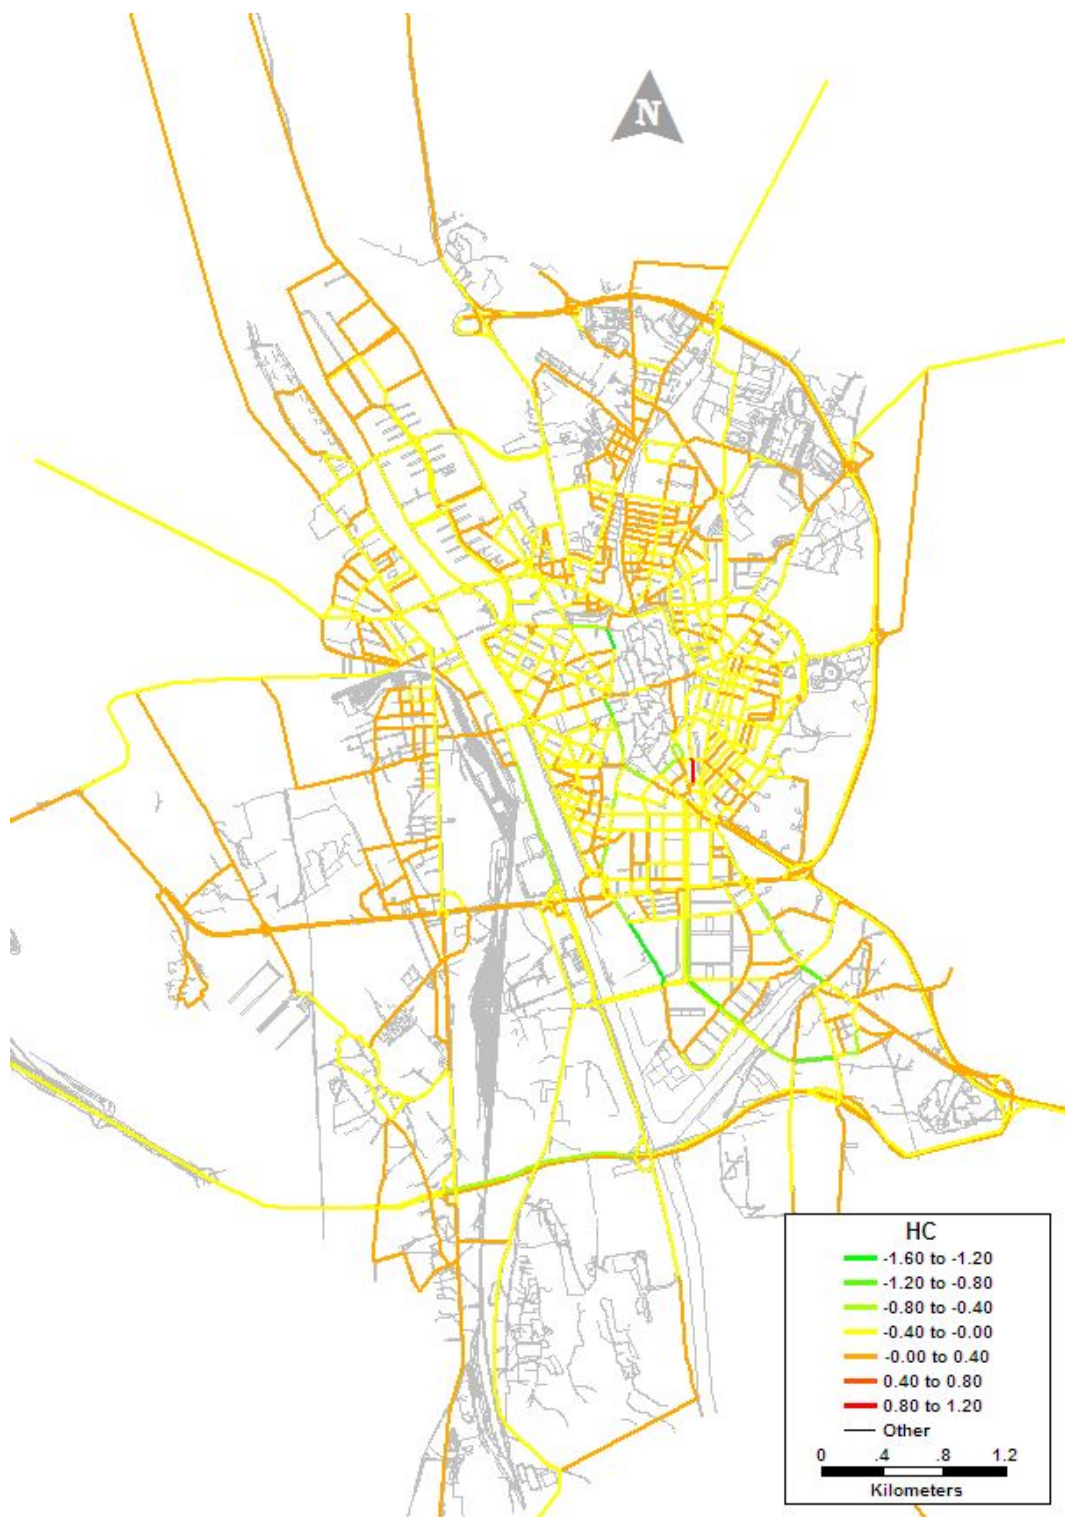 N
HC
-1.60 to -1.20
-1.20 to -0.80
-0.80 to -0.40
-0.40 to -0.00
-0.00 to 0.40
0.40 to 0.80
0.80 to 1.20
Other
0 .4 .8 1.2
Kilometers